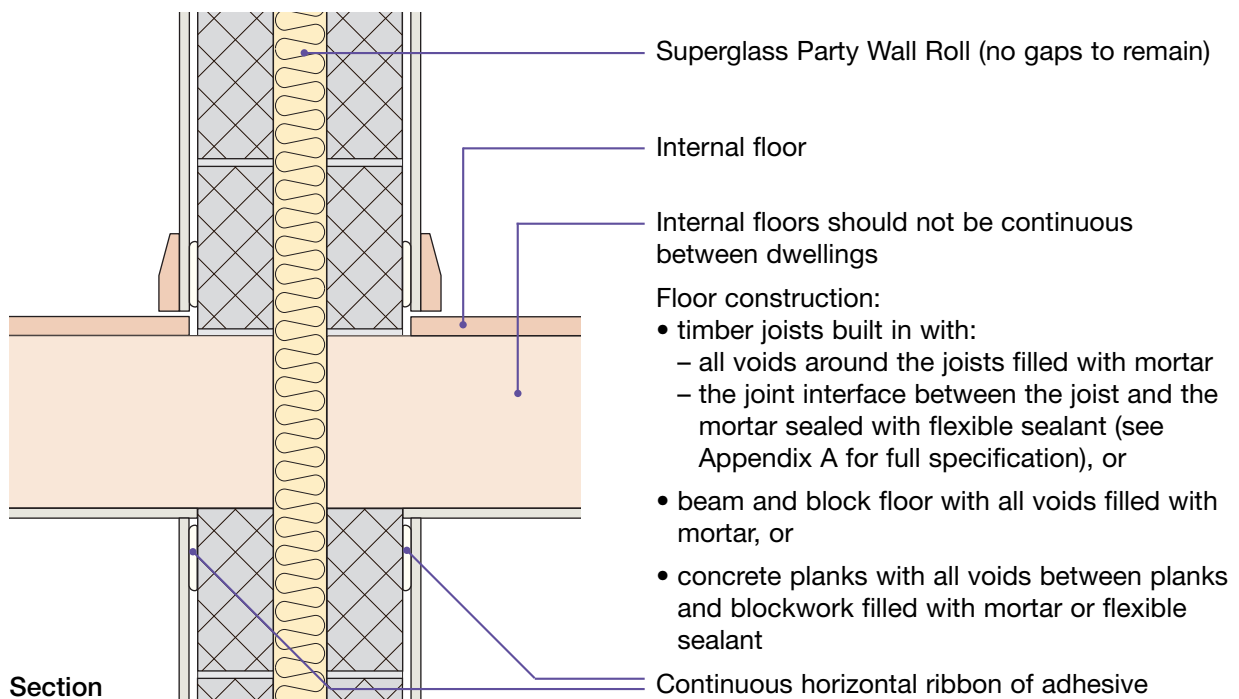 Superglass Party Wall Roll (no gaps to remain)
Internal floor
Internal floors should not be continuous
between dwellings
Floor construction:
• timber joists built in with:
– all voids around the joists filled with mortar
– the joint interface between the joist and the
mortar sealed with flexible sealant (see
Appendix A for full specification), or
• beam and block floor with all voids filled with
mortar, or
• concrete planks with all voids between planks
and blockwork filled with mortar or flexible
sealant
Continuous horizontal ribbon of adhesive
Section